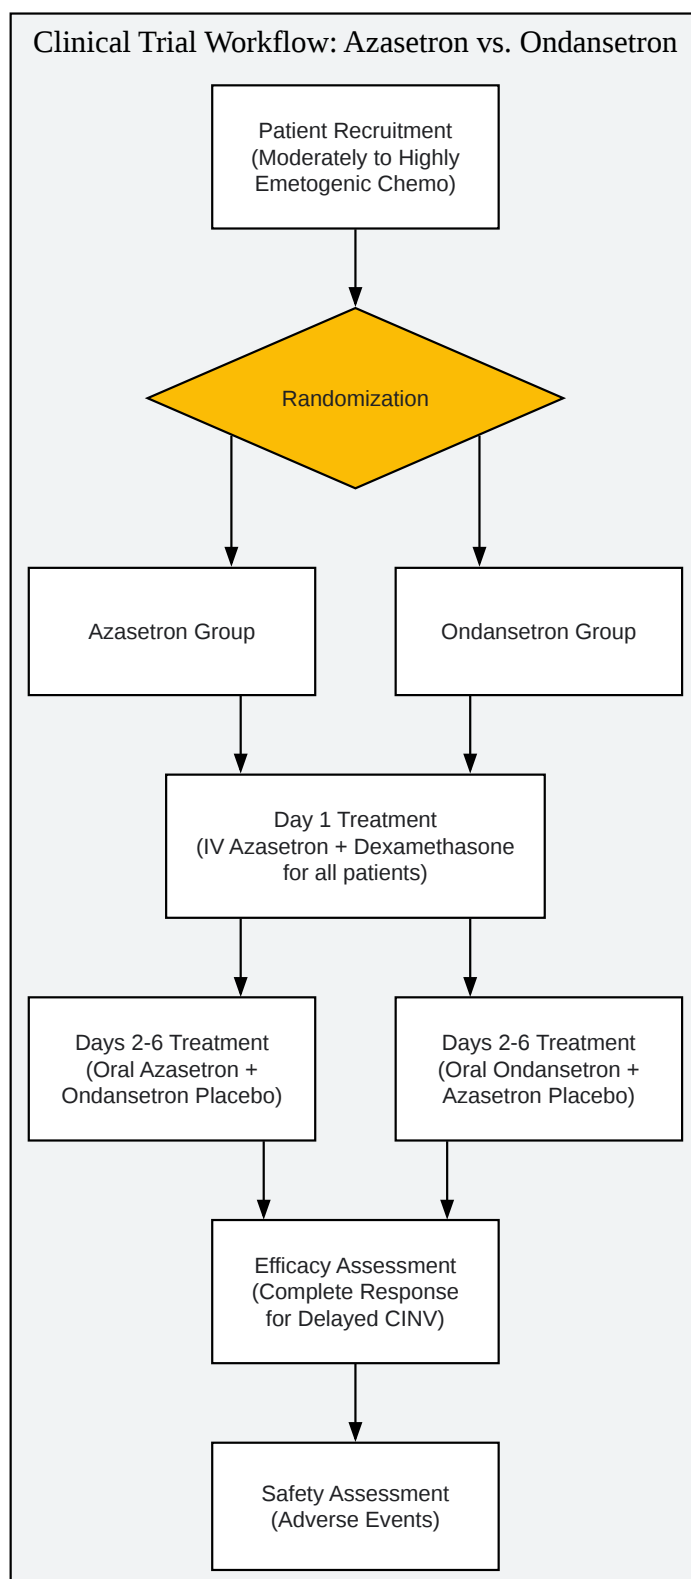 Clinical Trial Workflow: Azasetron vs. Ondansetron
Patient Recruitment
(Moderately to Highly
Emetogenic Chemo)
Randomization
Azasetron Group
Ondansetron Group
Day 1 Treatment
(IV Azasetron + Dexamethasone
for all patients)
Days 2-6 Treatment
(Oral Azasetron +
Ondansetron Placebo)
Days 2-6 Treatment
(Oral Ondansetron +
Azasetron Placebo)
Efficacy Assessment
(Complete Response
for Delayed CINV)
Safety Assessment
(Adverse Events)